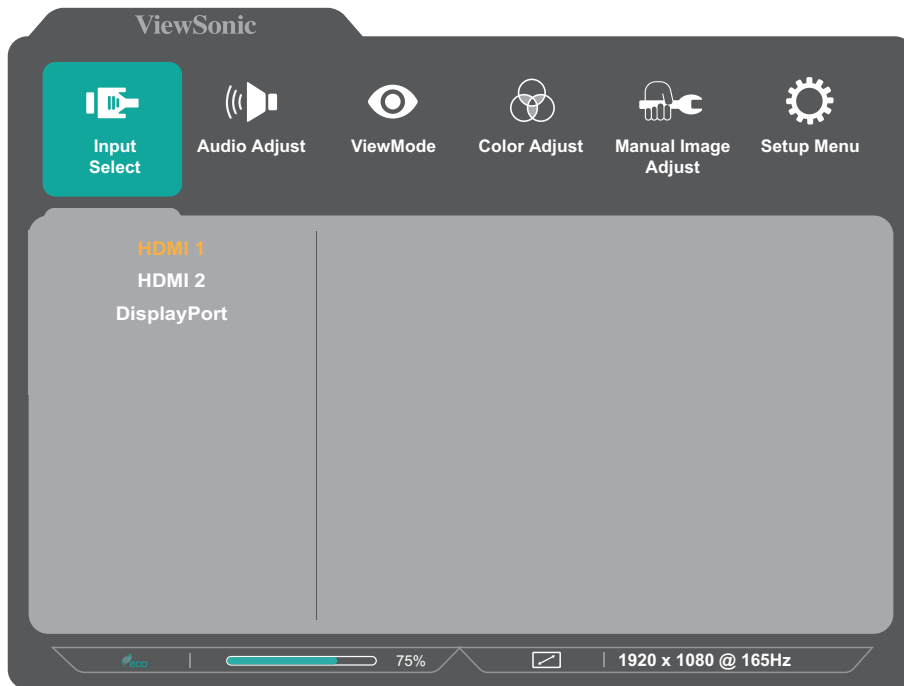 ViewSonic
Input
Select
Audio Adjust
ViewMode
Color Adjust
Manual Image
Adjust
Setup Menu
HDMI 1
HDMI 2
DisplayPort
eco
75%
1920 x 1080 @ 165Hz